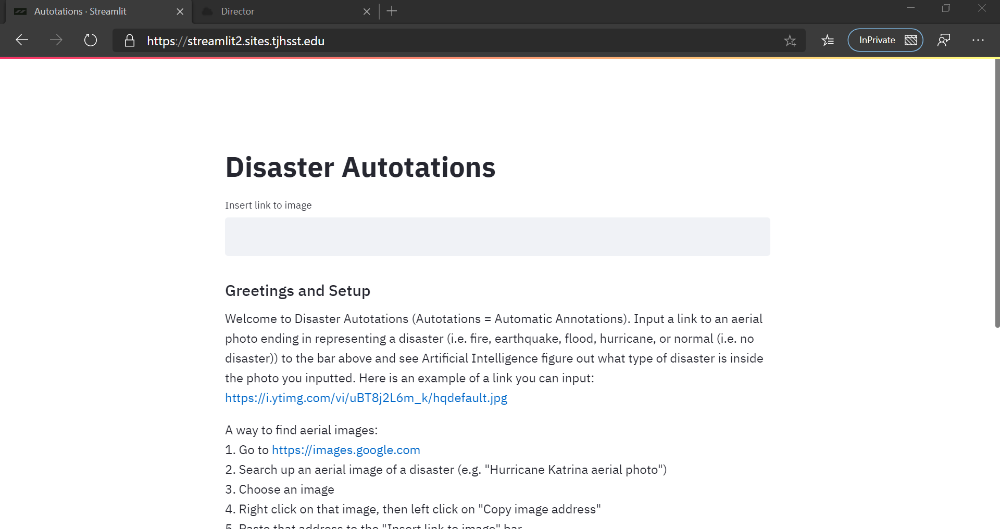 Autotations · Streamlit
Director
https://streamlit2.sites.tjhsst.edu
InPrivate
Disaster Autotations
Insert link to image
Greetings and Setup
Welcome to Disaster Autotations (Autotations = Automatic Annotations). Input a link to an aerial
photo ending in representing a disaster (i.e. fire, earthquake, flood, hurricane, or normal (i.e. no
disaster)) to the bar above and see Artificial Intelligence figure out what type of disaster is inside
the photo you inputted. Here is an example of a link you can input:
https://i.ytimg.com/vi/uBT8j2L6m_k/hqdefault.jpg
A way to find aerial images:
1. Go to https://images.google.com
2. Search up an aerial image of a disaster (e.g. "Hurricane Katrina aerial photo")
3. Choose an image
4. Right click on that image, then left click on "Copy image address"
5. Paste that address to the "Insert link to image" bar